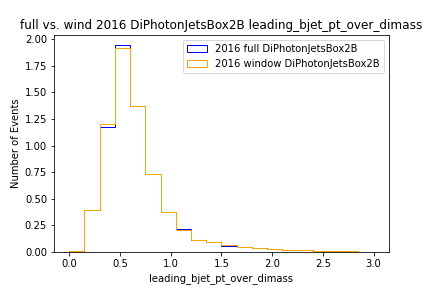 full vs. wind 2016 DiPhotonJetsBox2B leading_bjet_pt_over_dimass
2016 full DiPhotonJetsBox2B
2016 window DiPhotonJetsBox2B
Number of Events
2.00
1.75
1.50
1.25
1.00
0.75
0.50
0.25
0.00
0.0 0.5 1.0 1.5 2.0 2.5 3.0
leading_bjet_pt_over_dimass